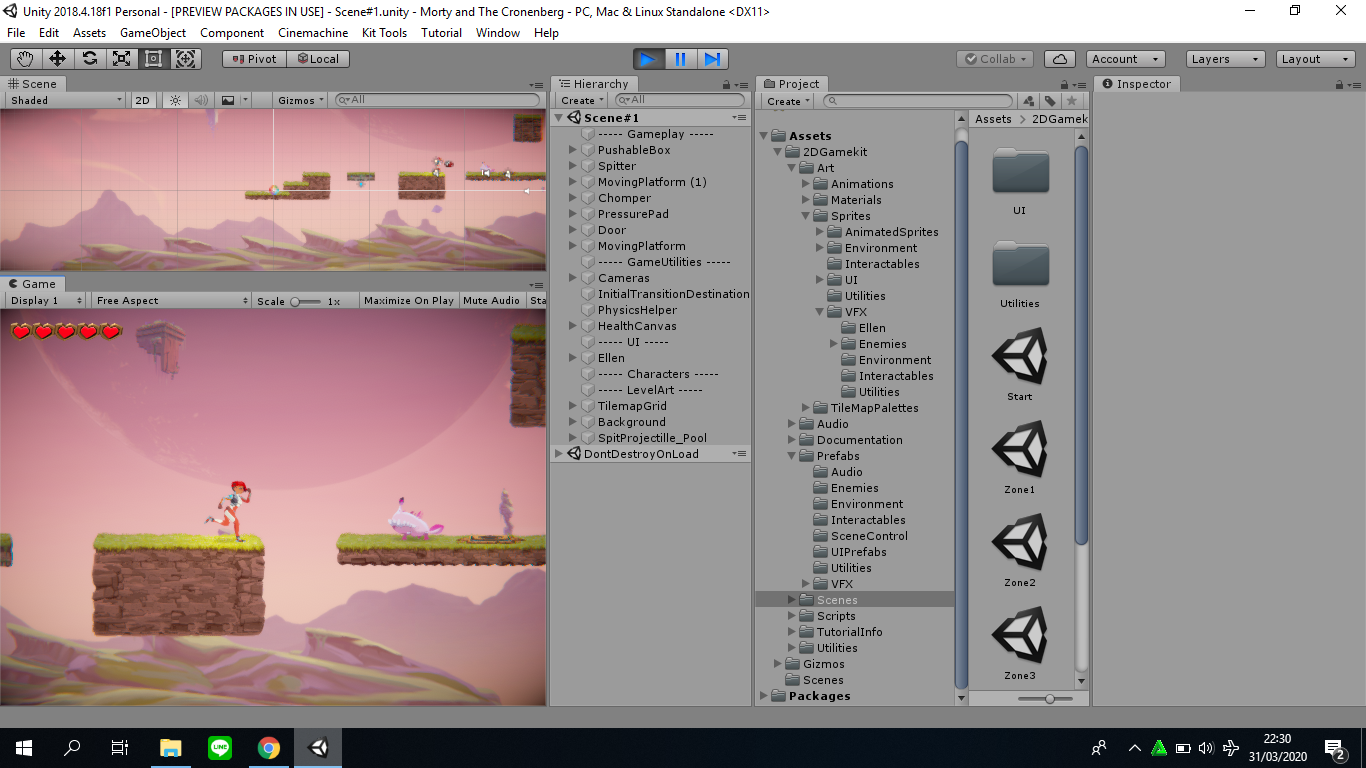 Unity 2018.4.18f1 Personal - [PREVIEW PACKAGES IN USE] - Scene#1.unity - Morty and The Cronenberg - PC, Mac & Linux Standalone <DX11>
File Edit Assets GameObject Component Cinemachine Kit Tools Tutorial Window Help
Pivot Local Collab Account Layers Layout
Scene
Shaded 2D Gizmos All
Game
Display 1 Free Aspect Scale 1x Maximize On Play Mute Audio Sta
Hierarchy
Create All
Scene#1
----- Gameplay -----
PushableBox
Spitter
MovingPlatform (1)
Chomper
PressurePad
Door
MovingPlatform
----- GameUtilities -----
Cameras
InitialTransitionDestination
PhysicsHelper
HealthCanvas
----- UI -----
Ellen
----- Characters -----
----- LevelArt -----
TilemapGrid
Background
SpitProjectille_Pool
DontDestroyOnLoad
Project
Create
Assets
2DGamekit
Art
Animations
Materials
Sprites
AnimatedSprites
Environment
Interactables
UI
Utilities
VFX
Ellen
Enemies
Environment
Interactables
Utilities
TileMapPalettes
Audio
Documentation
Prefabs
Audio
Enemies
Environment
Interactables
SceneControl
UIPrefabs
Utilities
VFX
Scenes
Scripts
TutorialInfo
Utilities
Gizmos
Scenes
Packages
Assets 2DGamek
UI
Utilities
Start
Zone1
Zone2
Zone3
Inspector
22:30
31/03/2020
2